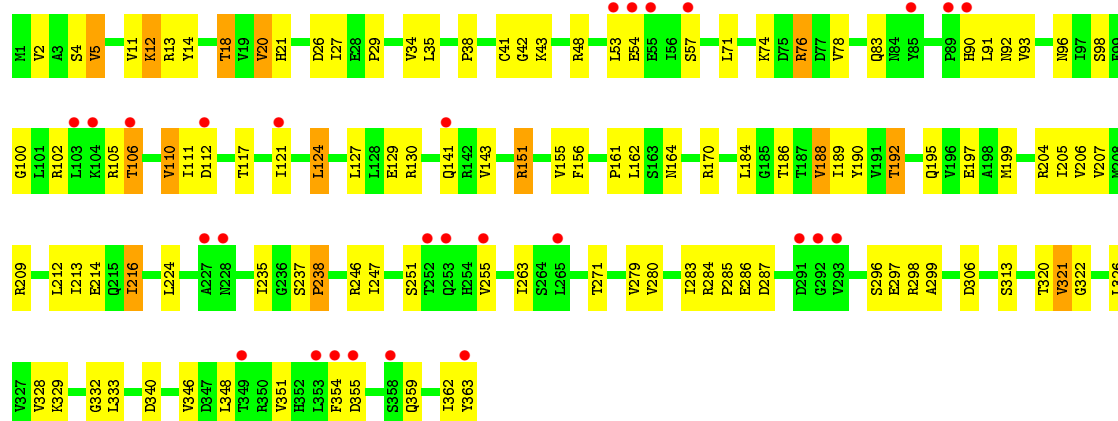 M1 V2 A3 S4 V5 V11 K12 R13 Y14 T18 V19 V20 H21 D26 I27 E28 P29 V34 L35 P38 C41 G42 K43 R48 L53 E54 E55 I56 S57 L71 K74 D75 R76 D77 V78 Q83 N84 Y85 P89 H90 L91 N92 V93 N96 I97 S98 E99
G100 L101 R102 L103 K104 R105 T106 V110 I111 D112 T117 I121 L124 L127 L128 E129 R130 Q141 R142 V143 R151 V155 F156 P161 L162 S163 N164 R170 L184 G185 T186 T187 V188 I189 Y190 V191 T192 Q195 V196 E197 A198 M199 R204 I205 V206 V207 M208
R209 L212 I213 E214 Q215 I216 L224 A227 N228 I235 G236 S237 P238 R246 I247 S251 T252 Q253 H254 V255 I263 S264 L265 T271 V279 V280 I283 R284 P285 E286 D287 D291 G292 V293 S296 E297 R298 A299 D306 S313 T320 V321 G322 L326
V327 V328 K329 G332 L333 D340 V346 D347 L348 T349 R350 V351 H352 L353 F354 D355 S358 Q359 I362 Y363